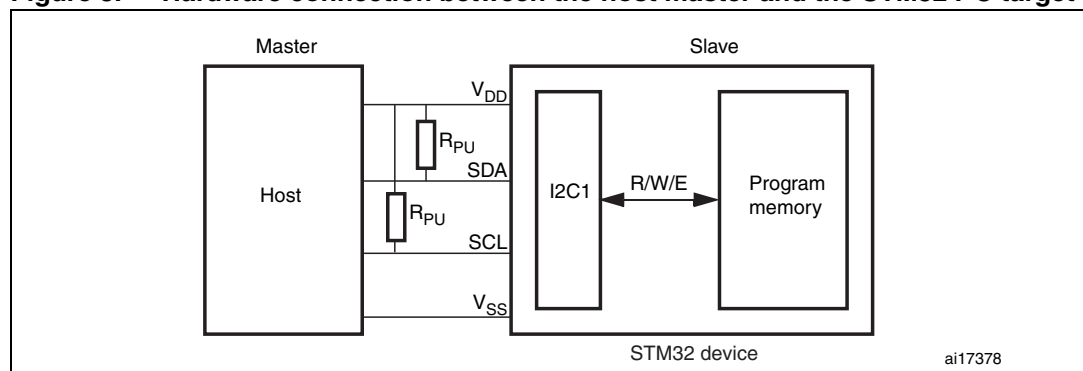 Master
Slave
VDD
RPU
SDA
Host
I2C1
R/W/E
Program
memory
RPU
SCL
VSS
STM32 device
ai17378